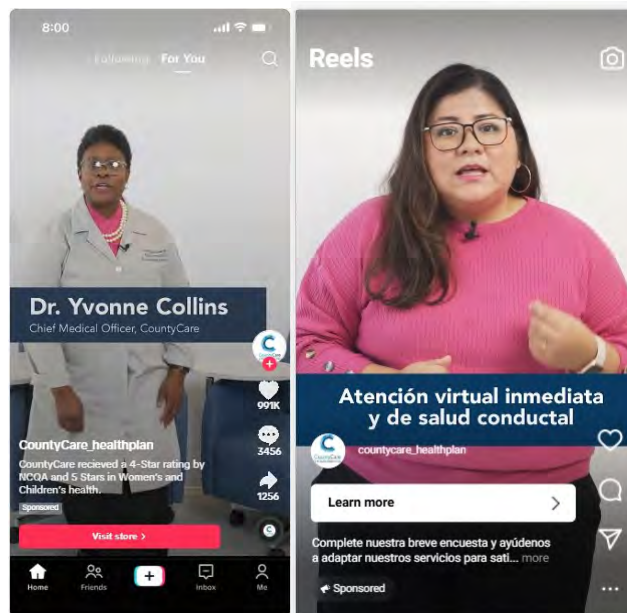 8:00
Following For You
Dr. Yvonne Collins
Chief Medical Officer, CountyCare
C
CountyCare
991K
3456
1256
CountyCare_healthplan
CountyCare recieved a 4-Star rating by
NCQA and 5 Stars in Women's and
Children's health.
Sponsored
Visit store >
Home
Friends
Inbox
Me
Reels
Atención virtual inmediata
y de salud conductal
CountyCare
countycare_healthplan
Learn more
Complete nuestra breve encuesta y ayúdenos
a adaptar nuestros servicios para sati... more
Sponsored